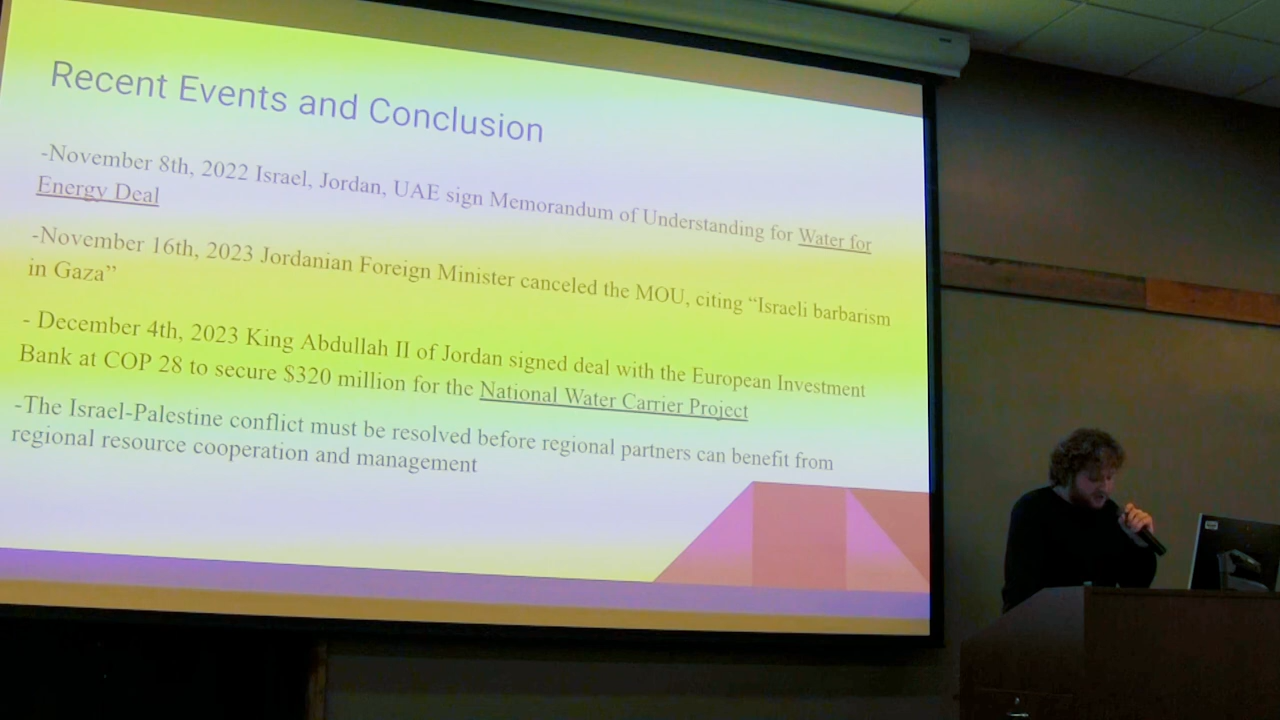 Recent Events and Conclusion
-November 8th, 2022 Israel, Jordan, UAE sign Memorandum of Understanding for Water for
Energy Deal
-November 16th, 2023 Jordanian Foreign Minister canceled the MOU, citing “Israeli barbarism
in Gaza”
- December 4th, 2023 King Abdullah II of Jordan signed deal with the European Investment
Bank at COP 28 to secure $320 million for the National Water Carrier Project
-The Israel-Palestine conflict must be resolved before regional partners can benefit from
regional resource cooperation and management